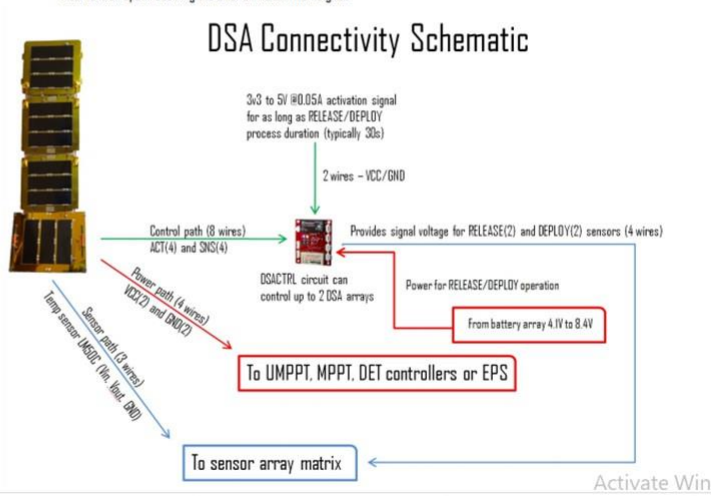 DSA Connectivity Schematic
3v3 to 5V @0.05A activation signal
for as long as RELEASE/DEPLOY
process duration (typically 30s)
2 wires – VCC/GND
Control path (8 wires)
ACT(4) and SNS(4)
Provides signal voltage for RELEASE(2) and DEPLOY(2) sensors (4 wires)
DSACTRL circuit can
control up to 2 DSA arrays
Power for RELEASE/DEPLOY operation
From battery array 4.1V to 8.4V
Power path (4 wires)
VCC(2) and GND(2)
Sensor path (3 wires)
Temp sensor LM50C (Vin, Vout, GND)
To UMPPT, MPPT, DET controllers or EPS
To sensor array matrix
Activate Win